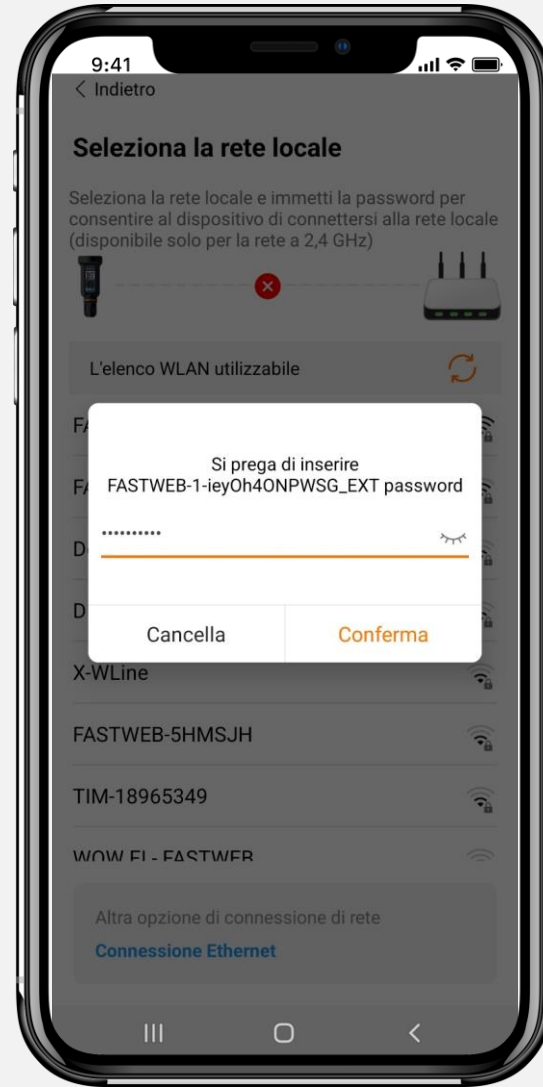 9:41
< Indietro
Seleziona la rete locale
Seleziona la rete locale e immetti la password per
consentire al dispositivo di connettersi alla rete locale
(disponibile solo per la rete a 2,4 GHz)
L'elenco WLAN utilizzabile
Si prega di inserire
FASTWEB-1-ieyOh4ONPWSG_EXT password
••••••••••
Cancella
Conferma
X-WLine
FASTWEB-5HMSJH
TIM-18965349
WOW FI - FASTWEB
Altra opzione di connessione di rete
Connessione Ethernet